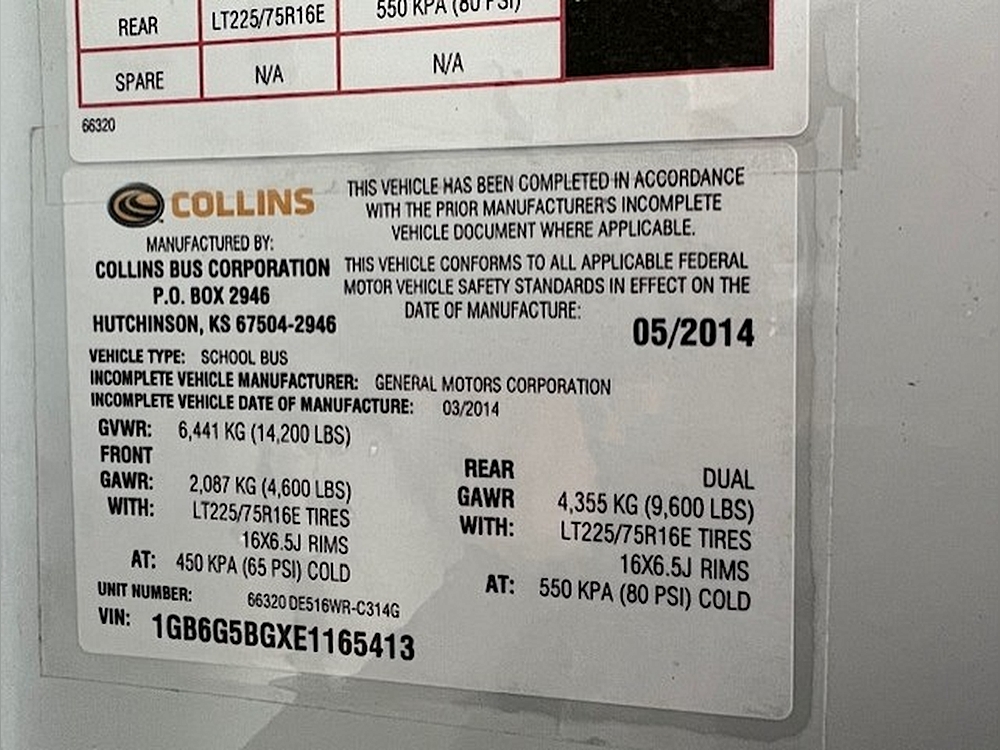 REAR LT225/75R16E 550 KPA (80 PSI)
SPARE N/A N/A
66320
COLLINS
MANUFACTURED BY:
COLLINS BUS CORPORATION
P.O. BOX 2946
HUTCHINSON, KS 67504-2946
THIS VEHICLE HAS BEEN COMPLETED IN ACCORDANCE
WITH THE PRIOR MANUFACTURER'S INCOMPLETE
VEHICLE DOCUMENT WHERE APPLICABLE.
THIS VEHICLE CONFORMS TO ALL APPLICABLE FEDERAL
MOTOR VEHICLE SAFETY STANDARDS IN EFFECT ON THE
DATE OF MANUFACTURE:
05/2014
VEHICLE TYPE: SCHOOL BUS
INCOMPLETE VEHICLE MANUFACTURER: GENERAL MOTORS CORPORATION
INCOMPLETE VEHICLE DATE OF MANUFACTURE: 03/2014
GVWR: 6,441 KG (14,200 LBS)
FRONT
GAWR: 2,087 KG (4,600 LBS)
WITH: LT225/75R16E TIRES
16X6.5J RIMS
AT: 450 KPA (65 PSI) COLD
REAR DUAL
GAWR 4,355 KG (9,600 LBS)
WITH: LT225/75R16E TIRES
16X6.5J RIMS
AT: 550 KPA (80 PSI) COLD
UNIT NUMBER: 66320 DE516WR-C314G
VIN: 1GB6G5BGXE1165413